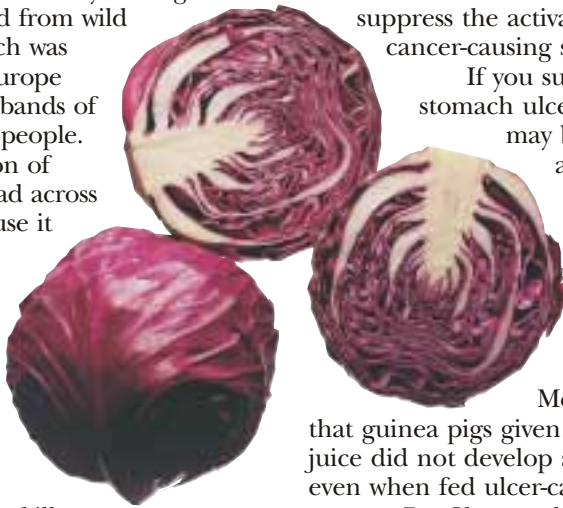 d from wild
ch was
urope
bands of
people.
on of
ad across
use it
suppress the activa
cancer-causing s
If you su
stomach ulce
may b
a
Mo
that guinea pigs given
juice did not develop s
even when fed ulcer-ca